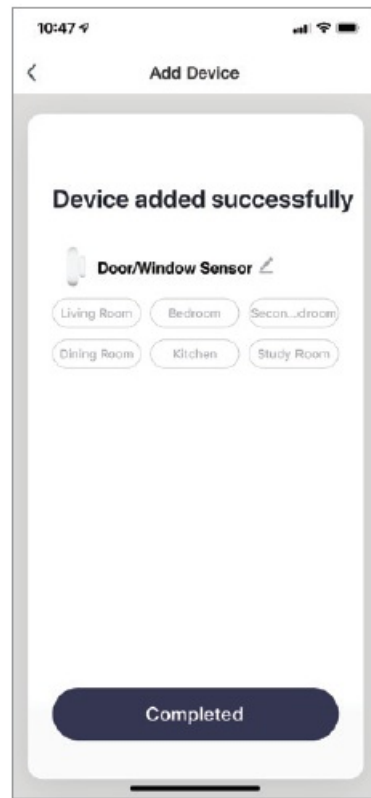 10:47
Add Device
Device added successfully
Door/Window Sensor
Living Room Bedroom Secon...droom
Dining Room Kitchen Study Room
Completed